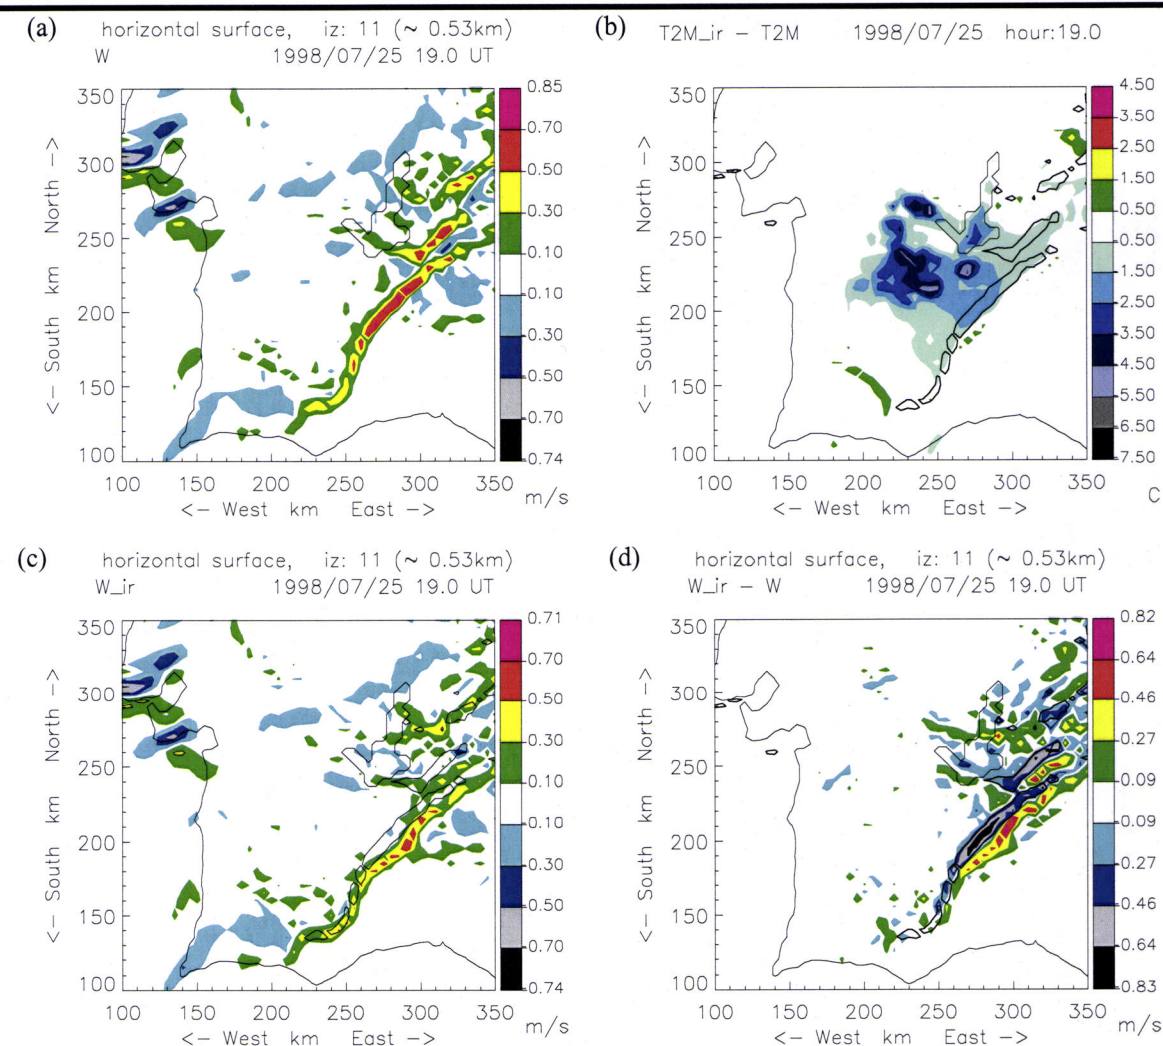 (a) horizontal surface, iz: 11 (~ 0.53km)
W 1998/07/25 19.0 UT
350
300
250
200
150
100
<- South km North ->
100 150 200 250 300 350
<- West km East ->
0.85
0.70
0.50
0.30
0.10
-0.10
-0.30
-0.50
-0.70
-0.74
m/s
(b) T2M_ir - T2M 1998/07/25 hour:19.0
350
300
250
200
150
100
<- South km North ->
100 150 200 250 300 350
<- West km East ->
4.50
3.50
2.50
1.50
0.50
-0.50
-1.50
-2.50
-3.50
-4.50
-5.50
-6.50
-7.50
C
(c) horizontal surface, iz: 11 (~ 0.53km)
W_ir 1998/07/25 19.0 UT
350
300
250
200
150
100
<- South km North ->
100 150 200 250 300 350
<- West km East ->
0.71
0.70
0.50
0.30
0.10
-0.10
-0.30
-0.50
-0.70
-0.74
m/s
(d) horizontal surface, iz: 11 (~ 0.53km)
W_ir - W 1998/07/25 19.0 UT
350
300
250
200
150
100
<- South km North ->
100 150 200 250 300 350
<- West km East ->
0.82
0.64
0.46
0.27
0.09
-0.09
-0.27
-0.46
-0.64
-0.83
m/s